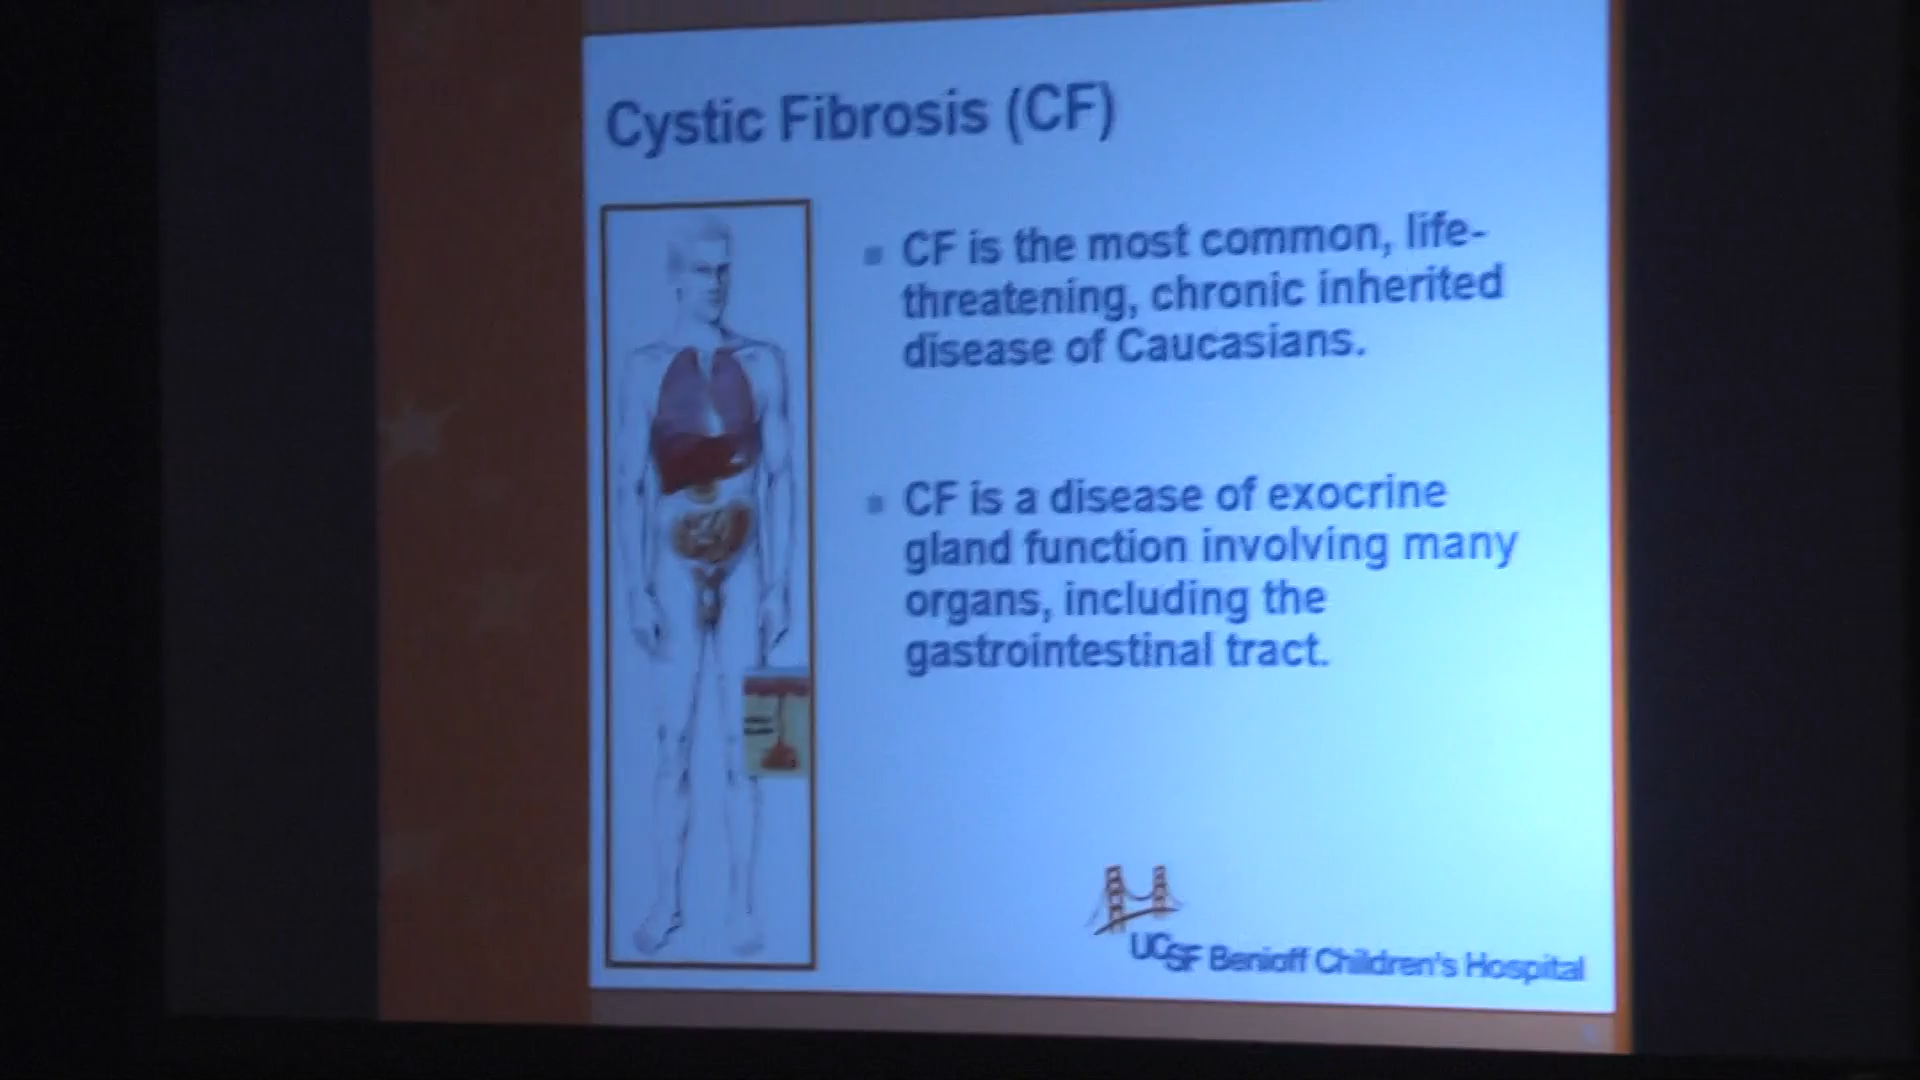 Cystic Fibrosis (CF)
CF is the most common, life-
threatening, chronic inherited
disease of Caucasians.
CF is a disease of exocrine
gland function involving many
organs, including the
gastrointestinal tract.
UCSF Benioff Children's Hospital